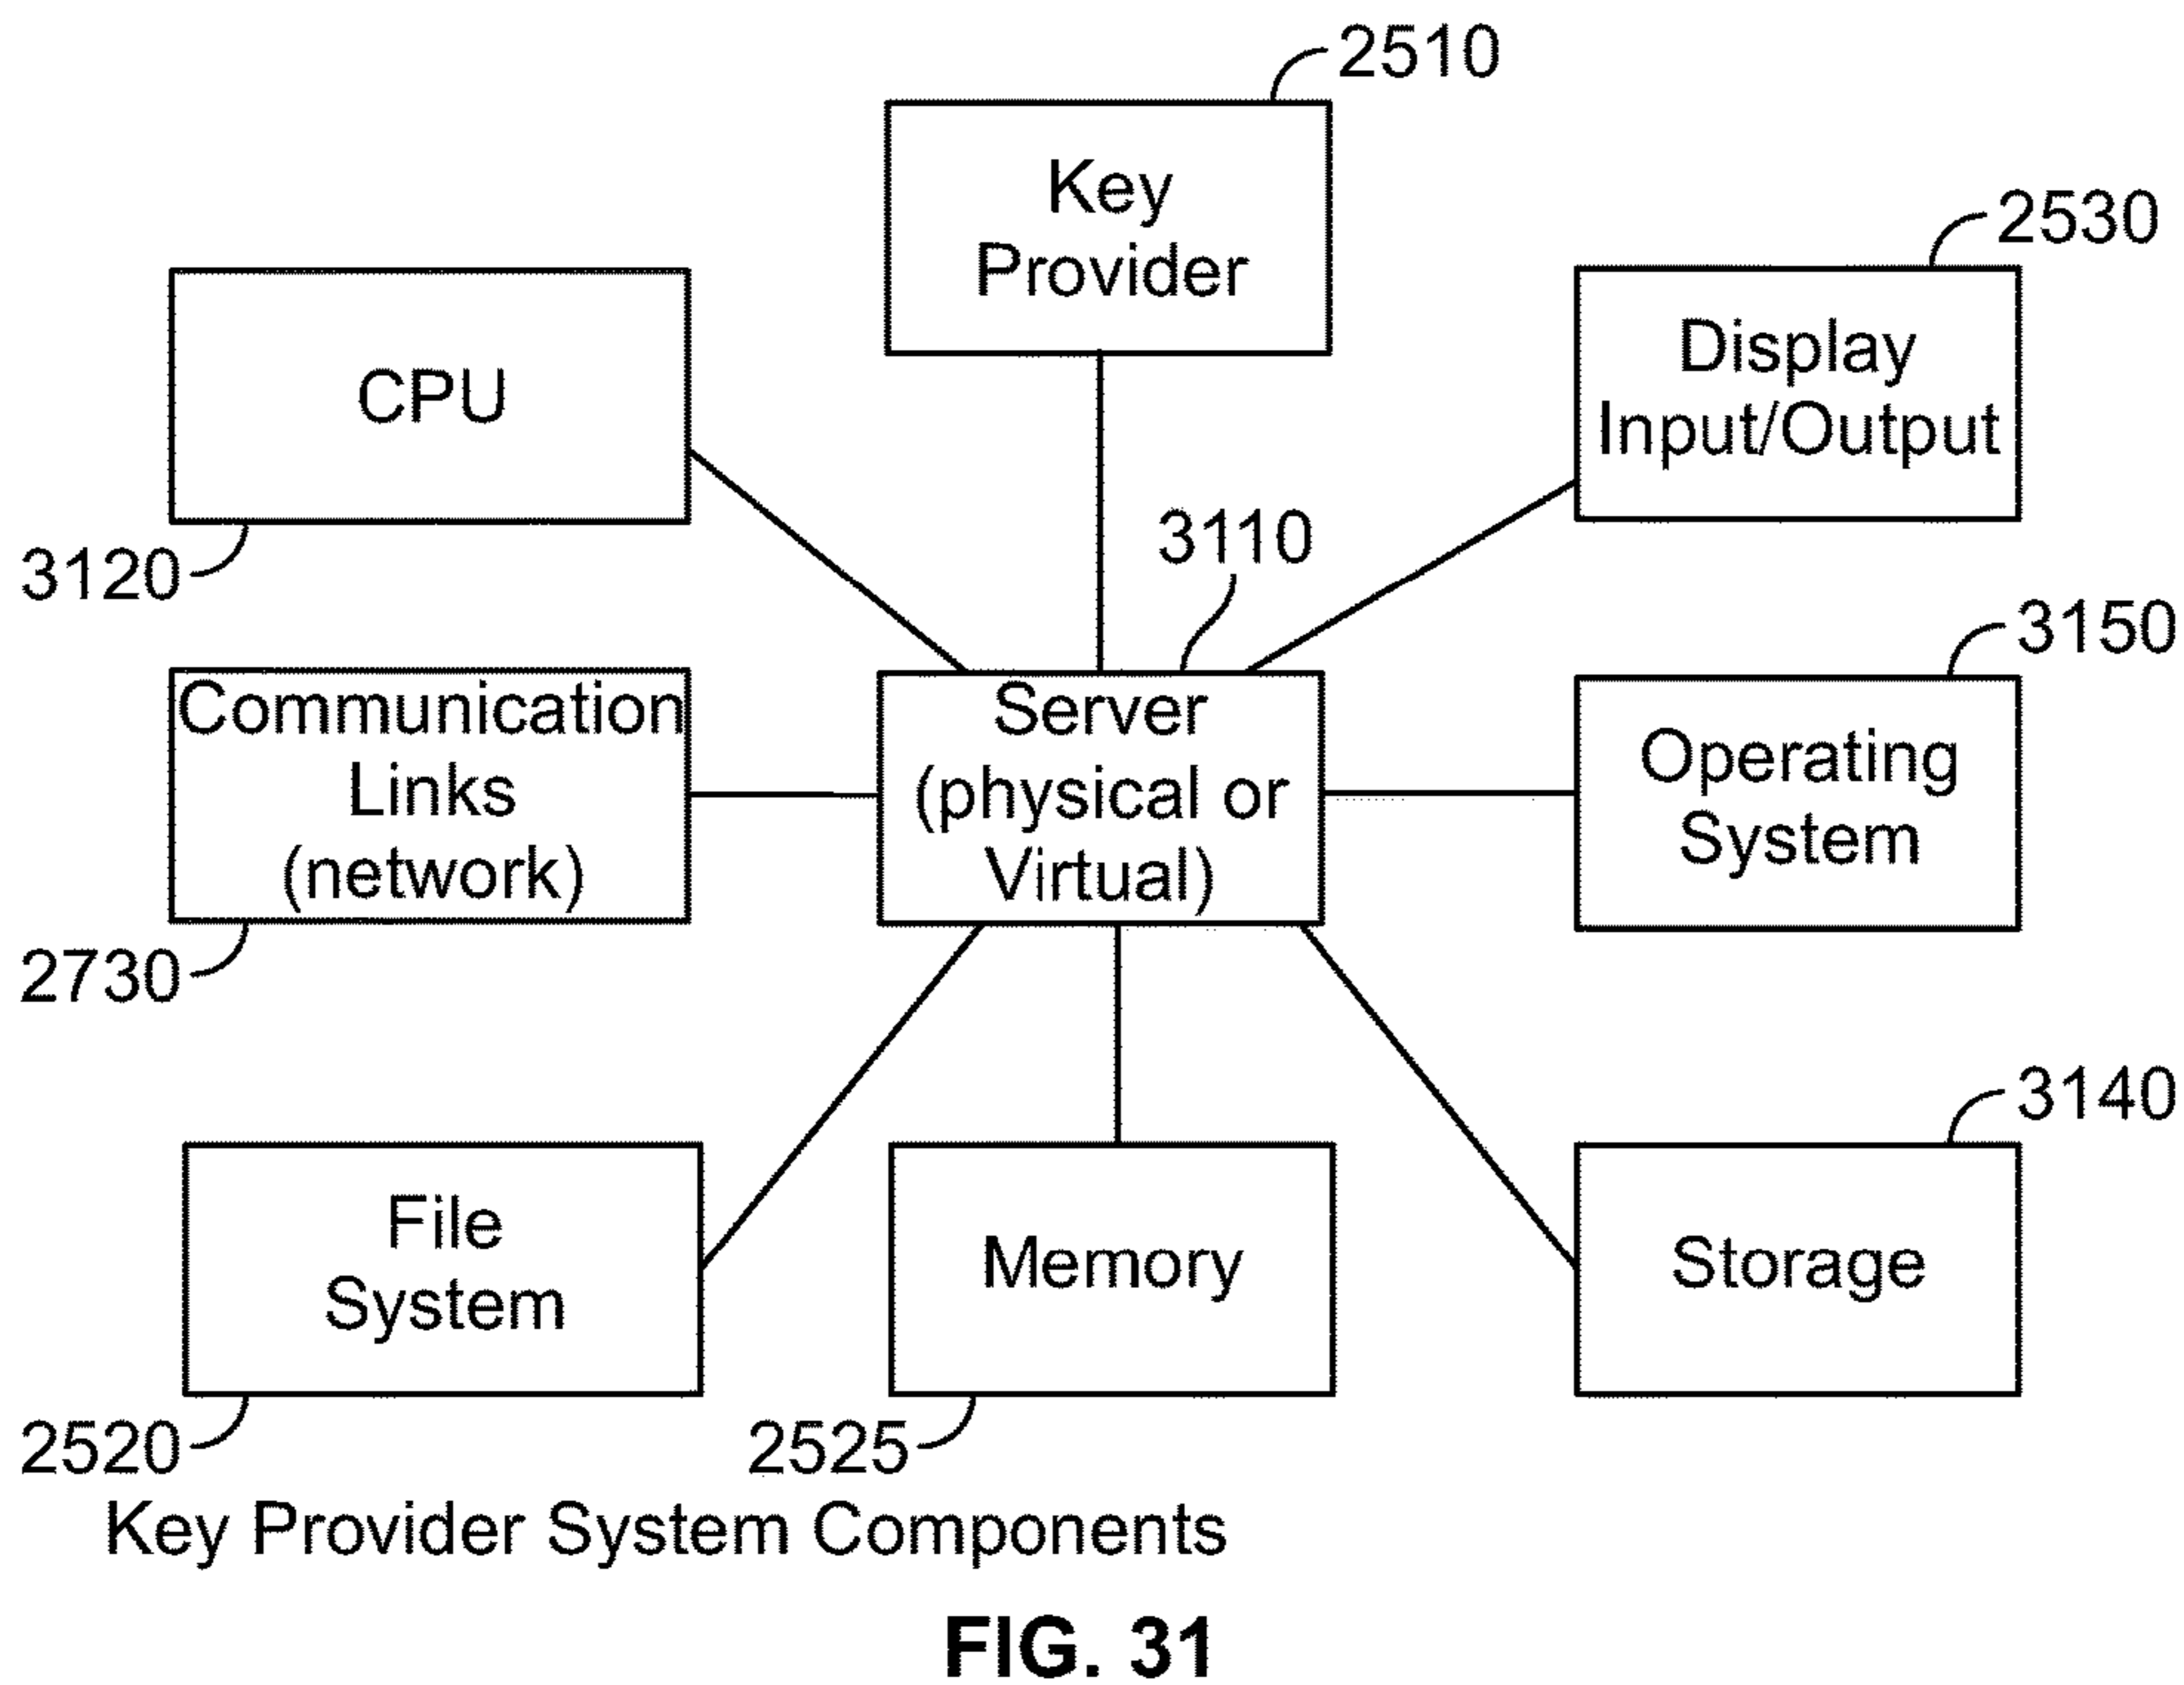 2510
Key
Provider
2530
Display
Input/Output
CPU
3120
3110
3150
Communication
Links
(network)
2730
Server
(physical or
Virtual)
Operating
System
3140
File
System
2520
Memory
2525
Storage
Key Provider System Components
FIG. 31